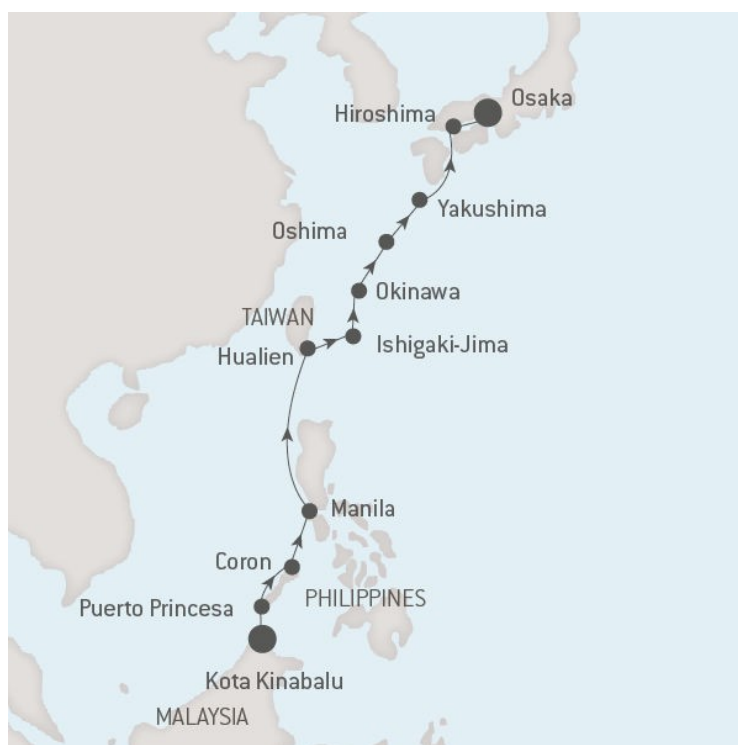 Osaka
Hiroshima
Yakushima
Oshima
Okinawa
TAIWAN
Ishigaki-Jima
Hualien
Manila
Coron
PHILIPPINES
Puerto Princesa
Kota Kinabalu
MALAYSIA